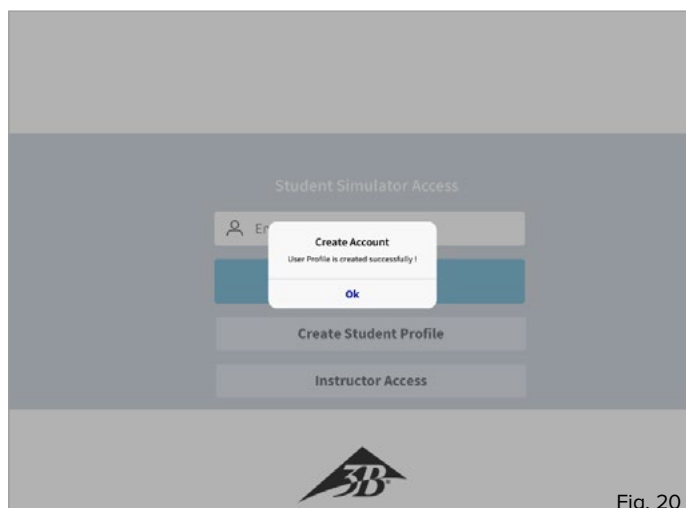 Student Simulator Access
Create Account
User Profile is created successfully !
Ok
Create Student Profile
Instructor Access
3B
Fig. 20